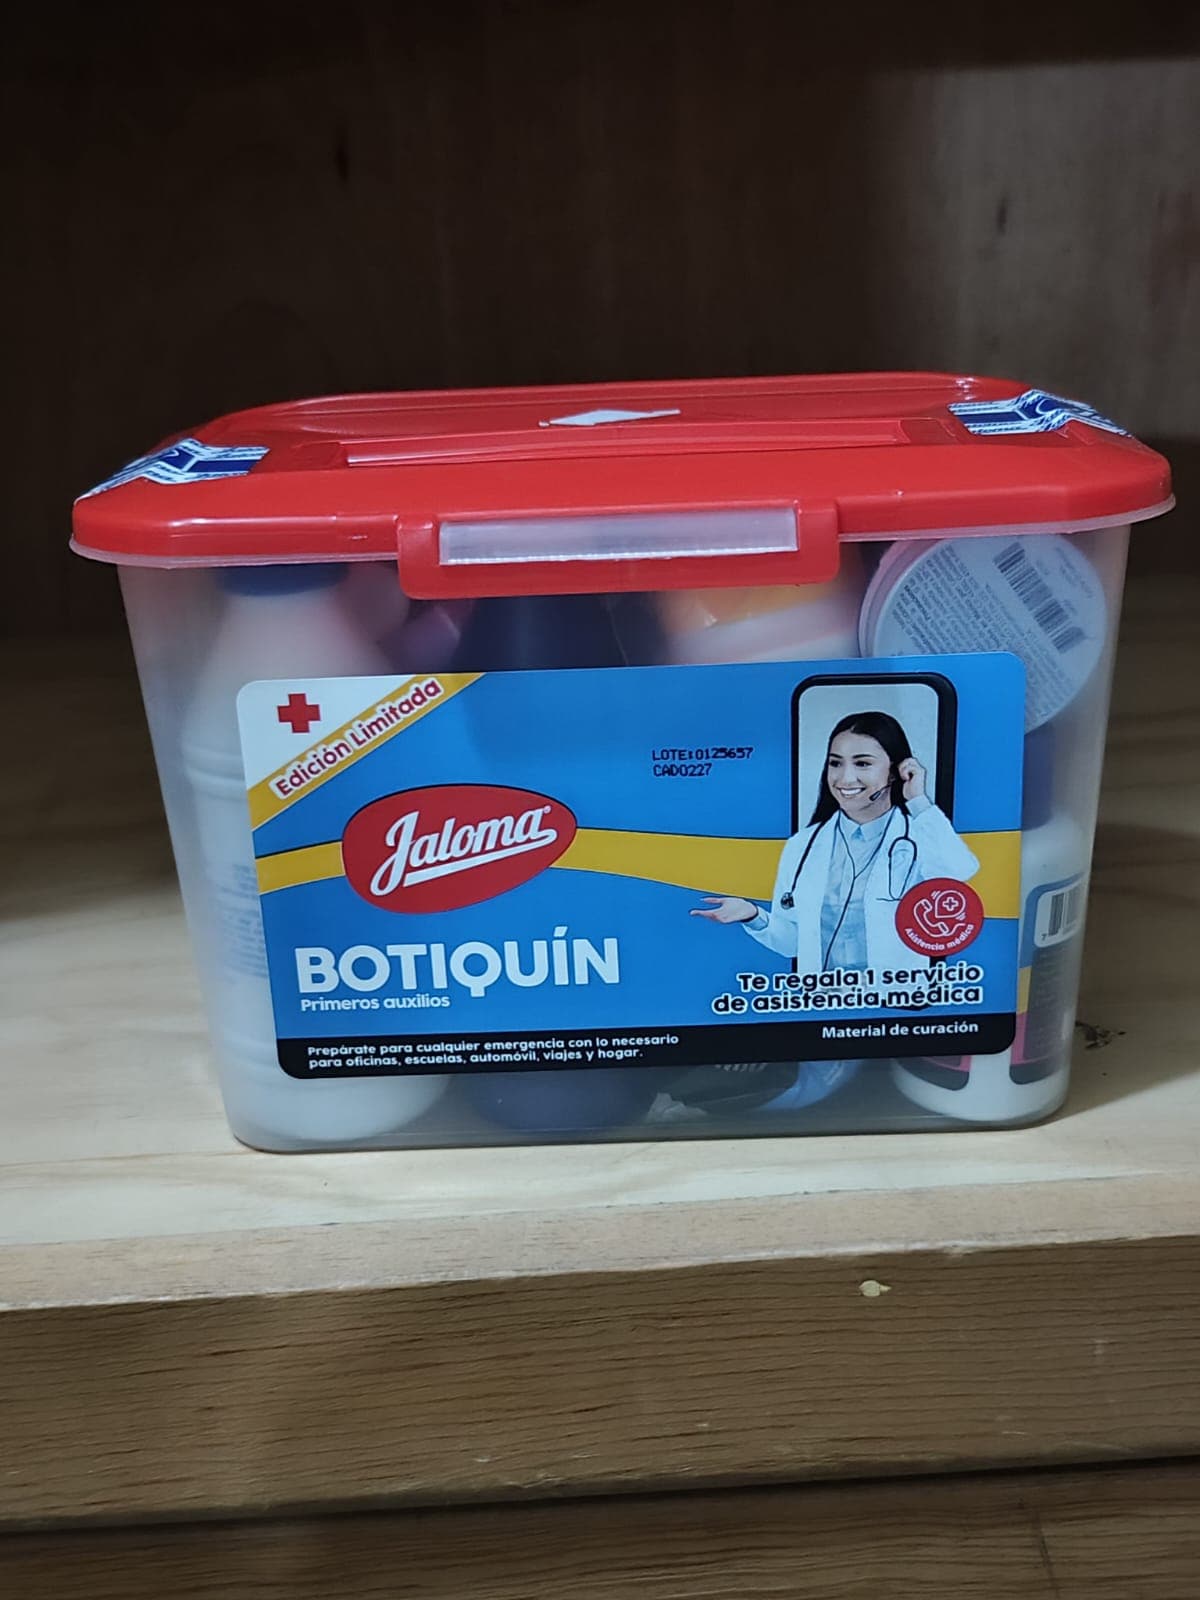 Edición Limitada
LOTE:0125657
CAD0227
Jaloma
BOTIQUÍN
Primeros auxilios
Asistencia médica
Te regala 1 servicio
de asistencia médica
Material de curación
Prepárate para cualquier emergencia con lo necesario
para oficinas, escuelas, automóvil, viajes y hogar.